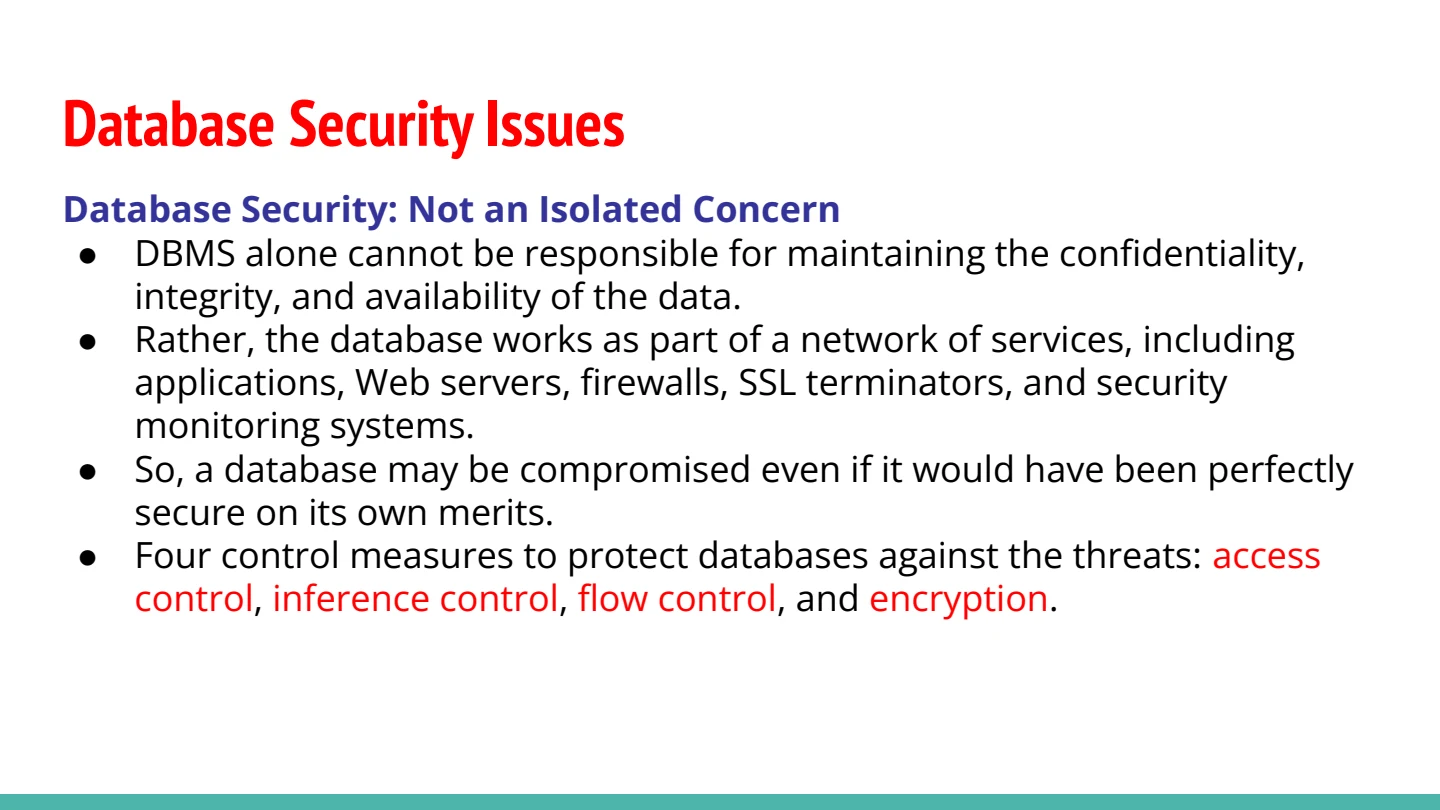 Database Security Issues
Database Security: Not an Isolated Concern
● DBMS alone cannot be responsible for maintaining the confidentiality,
integrity, and availability of the data.
● Rather, the database works as part of a network of services, including
applications, Web servers, firewalls, SSL terminators, and security
monitoring systems.
● So, a database may be compromised even if it would have been perfectly
secure on its own merits.
● Four control measures to protect databases against the threats: access
control, inference control, flow control, and encryption.